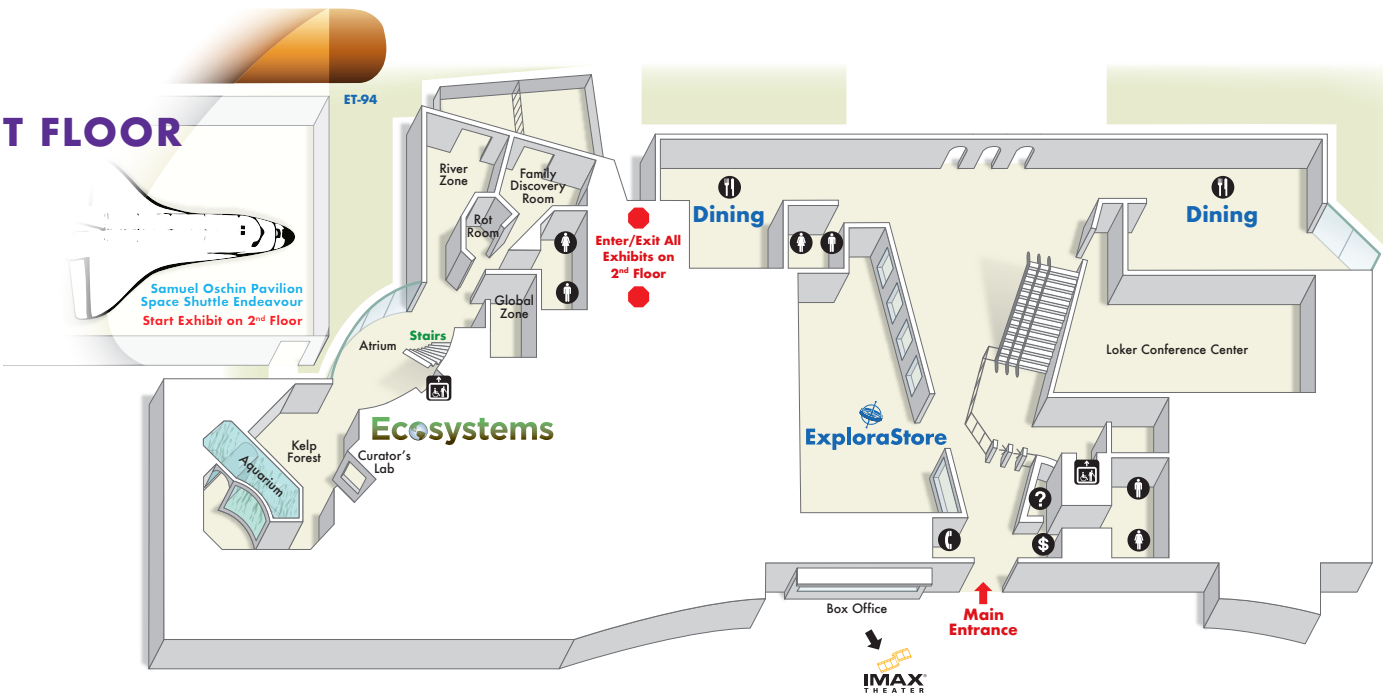 T FLOOR
ET-94
River
Zone
Family
Discovery
Room
Rot
Room
Enter/Exit All
Exhibits on
2nd Floor
Dining
Dining
Samuel Oschin Pavilion
Space Shuttle Endeavour
Start Exhibit on 2nd Floor
Global
Zone
Stairs
Atrium
Loker Conference Center
Ecosystems
ExploraStore
Kelp
Forest
Curator's
Lab
Aquarium
?
$
Box Office
Main
Entrance
IMAX®
THEATER